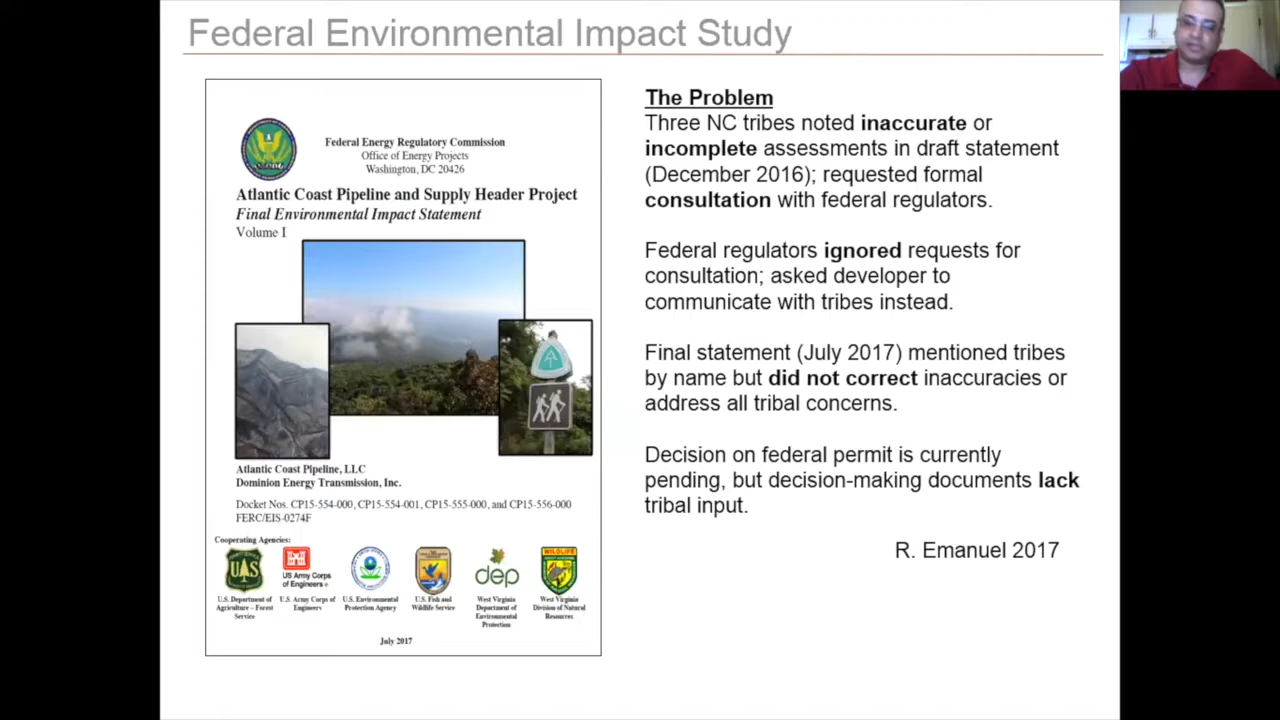 Federal Environmental Impact Study
Federal Energy Regulatory Commission
Office of Energy Projects
Washington, DC 20426
Atlantic Coast Pipeline and Supply Header Project
Final Environmental Impact Statement
Volume I
Atlantic Coast Pipeline, LLC
Dominion Energy Transmission, Inc.
Docket Nos. CP15-554-000, CP15-554-001, CP15-555-000, and CP15-556-000
FERC/EIS-0274F
Cooperating Agencies:
UAS
US Army Corps
of Engineers
dep
WILDLIFE
U.S. Department of
Agriculture – Forest
Service
U.S. Army Corps of
Engineers
U.S. Environmental
Protection Agency
U.S. Fish and
Wildlife Service
West Virginia
Department of
Environmental
Protection
West Virginia
Division of Natural
Resources
July 2017
The Problem
Three NC tribes noted inaccurate or
incomplete assessments in draft statement
(December 2016); requested formal
consultation with federal regulators.
Federal regulators ignored requests for
consultation; asked developer to
communicate with tribes instead.
Final statement (July 2017) mentioned tribes
by name but did not correct inaccuracies or
address all tribal concerns.
Decision on federal permit is currently
pending, but decision-making documents lack
tribal input.
R. Emanuel 2017